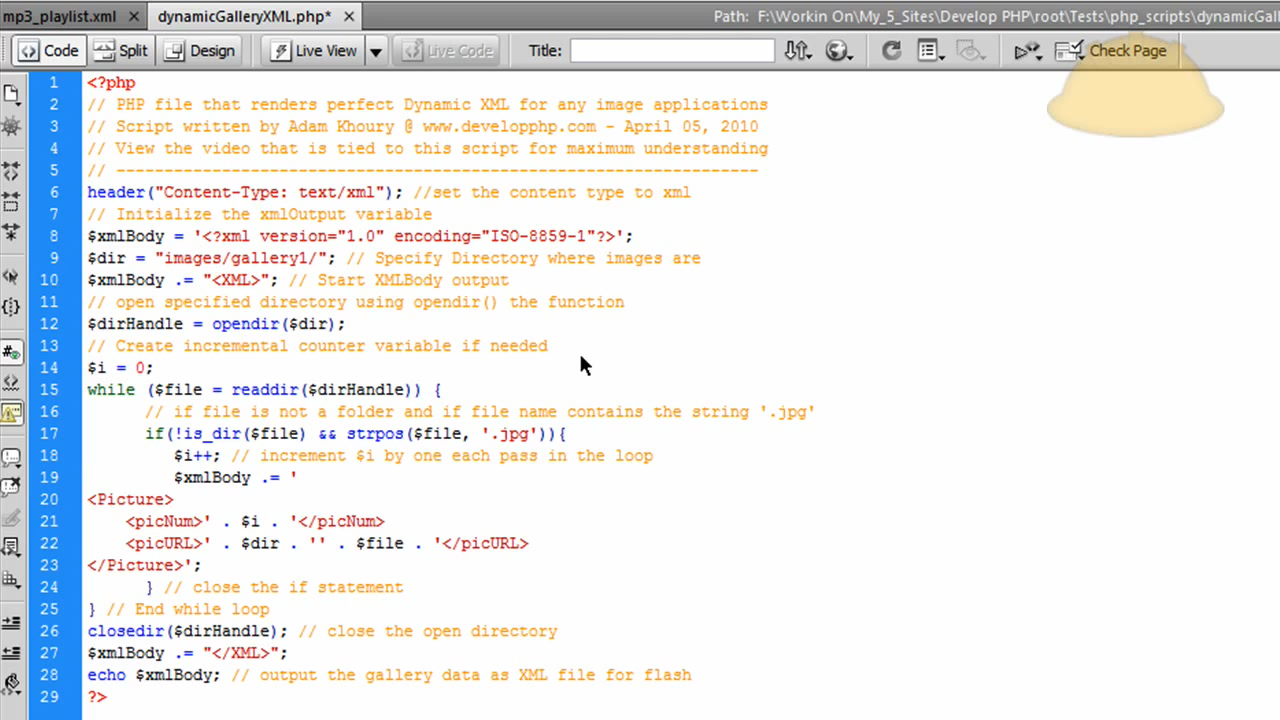 mp3_playlist.xml × dynamicGalleryXML.php* × Path: F:\Workin On\My_5_Sites\Develop PHP\root\Tests\php_scripts\dynamicGall
Code Split Design Live View Live Code Title: Check Page
1 <?php
2 // PHP file that renders perfect Dynamic XML for any image applications
3 // Script written by Adam Khoury @ www.developphp.com - April 05, 2010
4 // View the video that is tied to this script for maximum understanding
5 // -------------------------------------------------------------------
6 header("Content-Type: text/xml"); //set the content type to xml
7 // Initialize the xmlOutput variable
8 $xmlBody = '<?xml version="1.0" encoding="ISO-8859-1"?>';
9 $dir = "images/gallery1/"; // Specify Directory where images are
10 $xmlBody .= "<XML>"; // Start XMLBody output
11 // open specified directory using opendir() the function
12 $dirHandle = opendir($dir);
13 // Create incremental counter variable if needed
14 $i = 0;
15 while ($file = readdir($dirHandle)) {
16 // if file is not a folder and if file name contains the string '.jpg'
17 if(!is_dir($file) && strpos($file, '.jpg')){
18 $i++; // increment $i by one each pass in the loop
19 $xmlBody .= '
20 <Picture>
21 <picNum>' . $i . '</picNum>
22 <picURL>' . $dir . '' . $file . '</picURL>
23 </Picture>';
24 } // close the if statement
25 } // End while loop
26 closedir($dirHandle); // close the open directory
27 $xmlBody .= "</XML>";
28 echo $xmlBody; // output the gallery data as XML file for flash
29 ?>